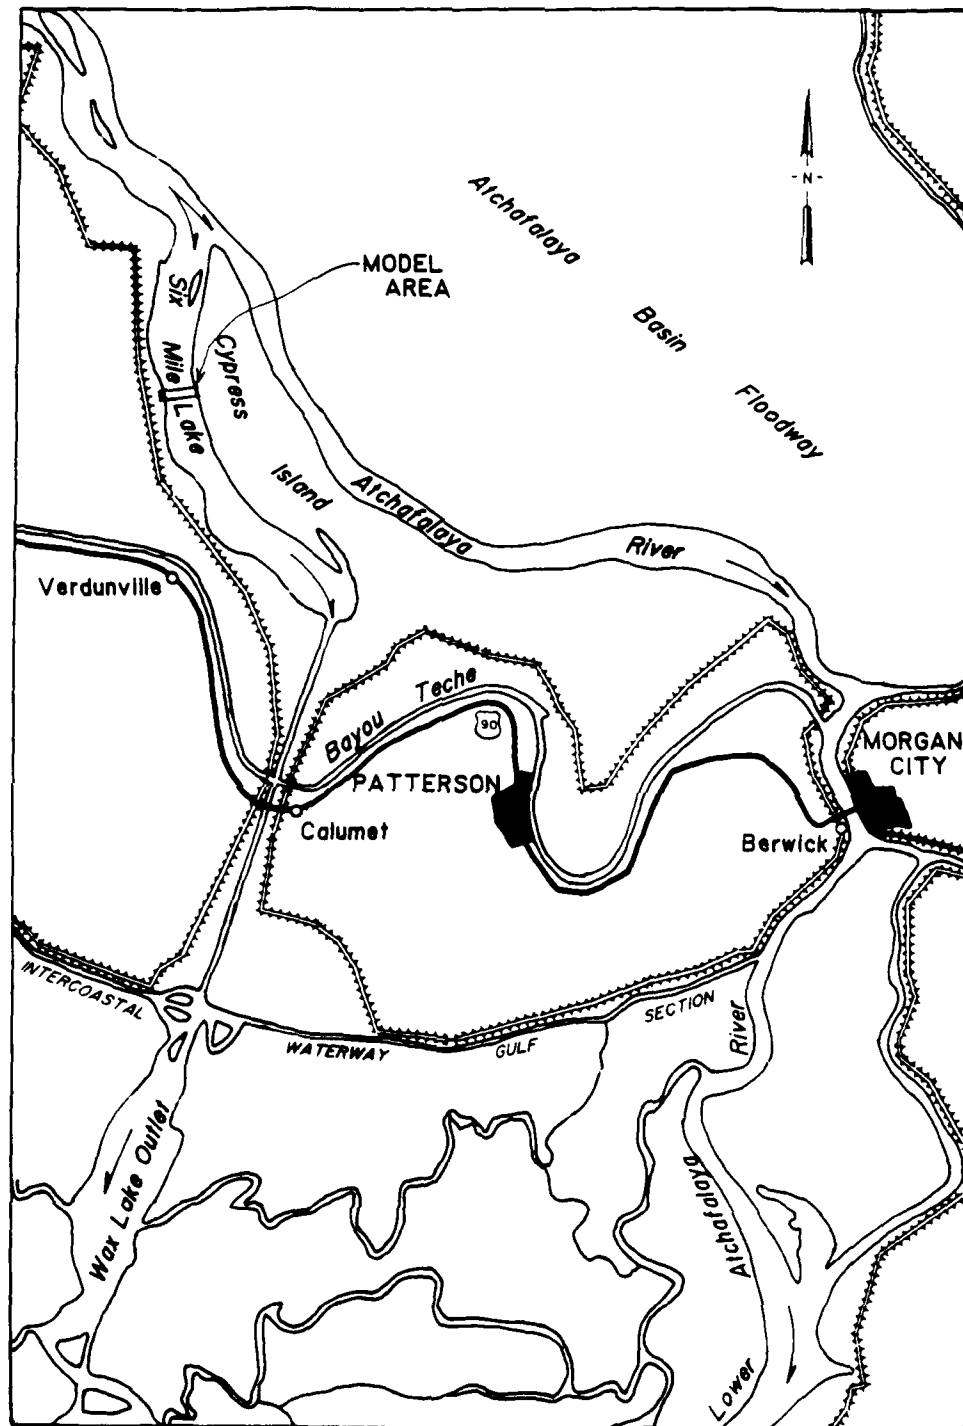 Atchafalaya
Basin
Floodway
- N -
MODEL
AREA
Six
Mile
Lake
Cypress
Island
Atchafalaya
River
Verdunville
Bayou
Teche
90
PATTERSON
MORGAN
CITY
Calumet
Berwick
INTERCOASTAL
WATERWAY
GULF
SECTION
River
Atchafalaya
Lower
Wax Lake Outlet